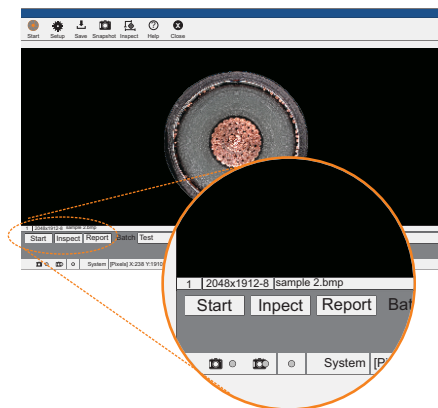 Start Setup Save Snapshot Inspect Help Close
1 2048x1912-8 sample 2.bmp
Start Inspect Report Batch Test
System [Pixels] X:238 Y:1910
1 2048x1912-8 sample 2.bmp
Start Inpect Report Bat
System [P